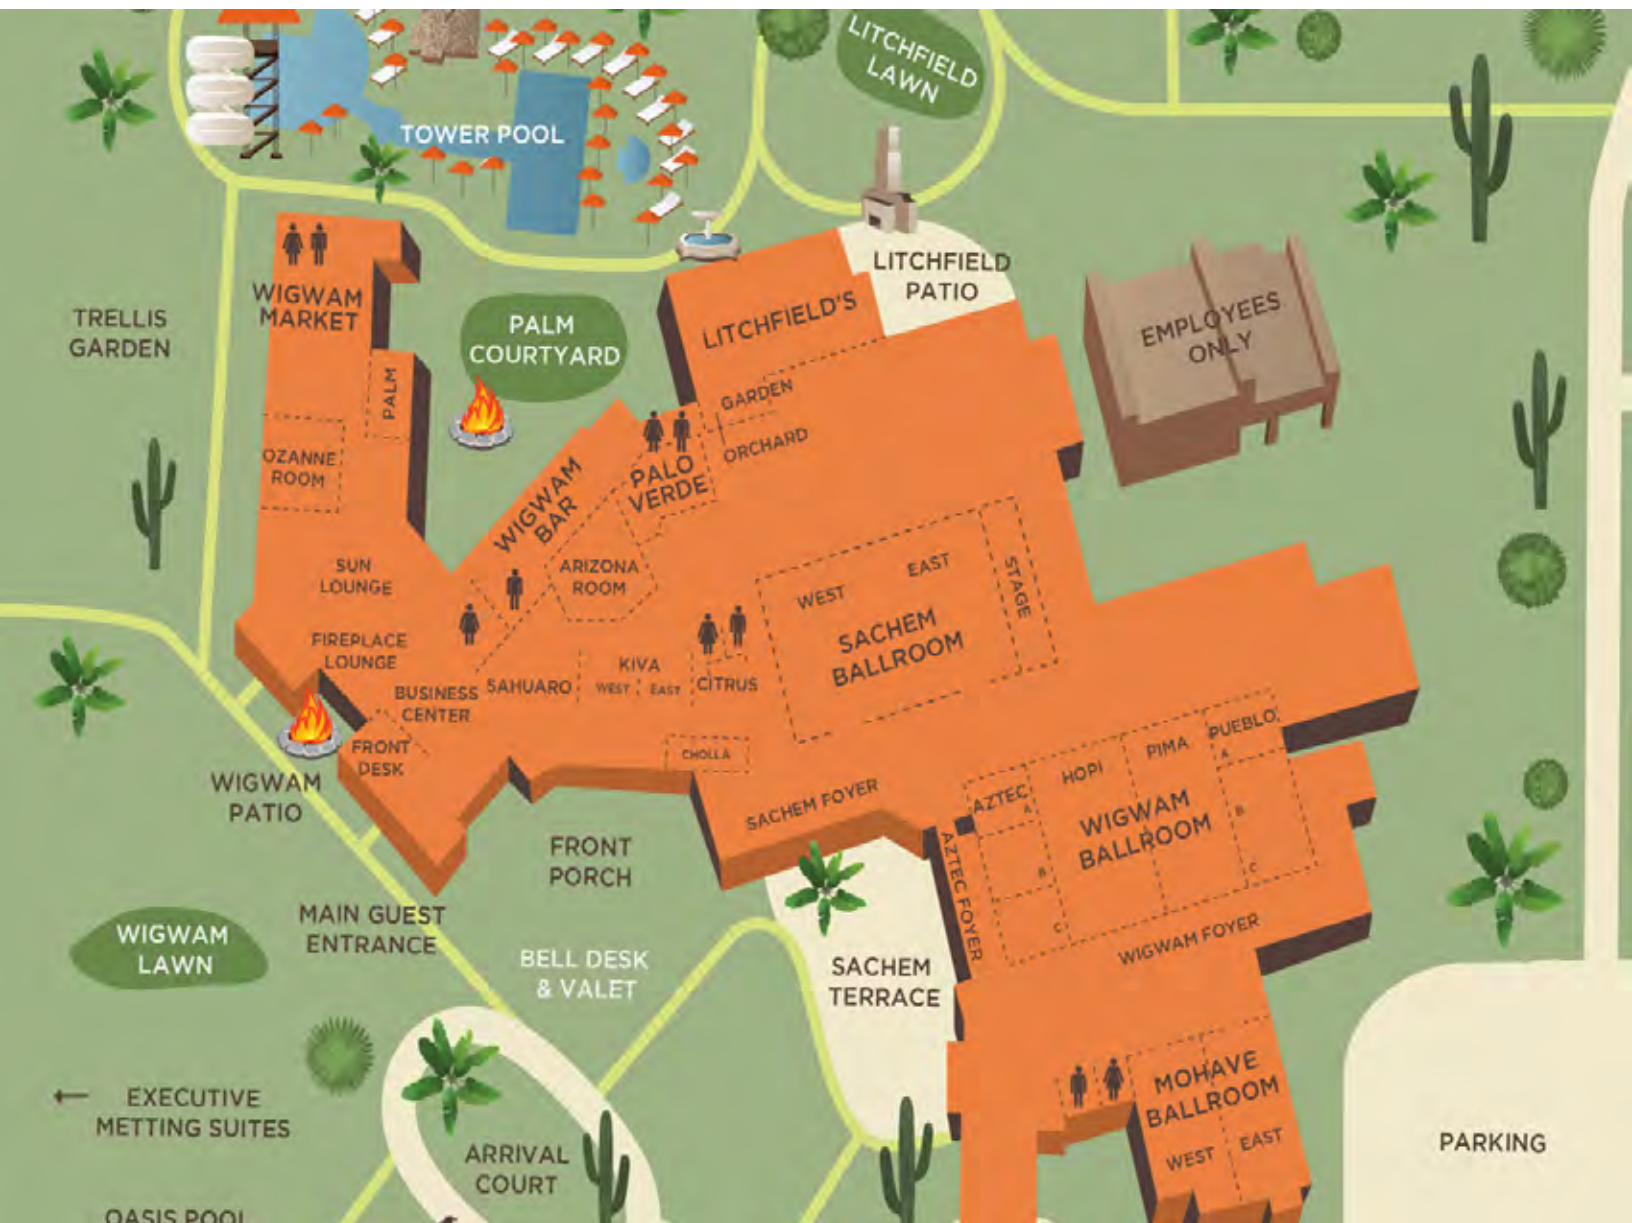 LITCHFIELD
LAWN
TOWER POOL
LITCHFIELD
PATIO
WIGWAM
MARKET
TRELLIS
GARDEN
PALM
COURTYARD
LITCHFIELD'S
EMPLOYEES
ONLY
PALM
GARDEN
ORCHARD
OZANNE
ROOM
WIGWAM
BAR
PALO
VERDE
SUN
LOUNGE
ARIZONA
ROOM
WEST
EAST
STAGE
SACHEM
BALLROOM
FIREPLACE
LOUNGE
BUSINESS
CENTER
SAHUARO
KIVA
WEST
EAST
CITRUS
FRONT
DESK
CHOLLA
WIGWAM
PATIO
SACHEM FOYER
AZTEC
A
B
C
HOPI
PIMA
PUEBLO
A
B
C
WIGWAM
BALLROOM
AZTEC FOYER
WIGWAM FOYER
FRONT
PORCH
MAIN GUEST
ENTRANCE
WIGWAM
LAWN
BELL DESK
& VALET
SACHEM
TERRACE
MOHAVE
BALLROOM
WEST
EAST
EXECUTIVE
METTING SUITES
ARRIVAL
COURT
PARKING
OASIS POOL